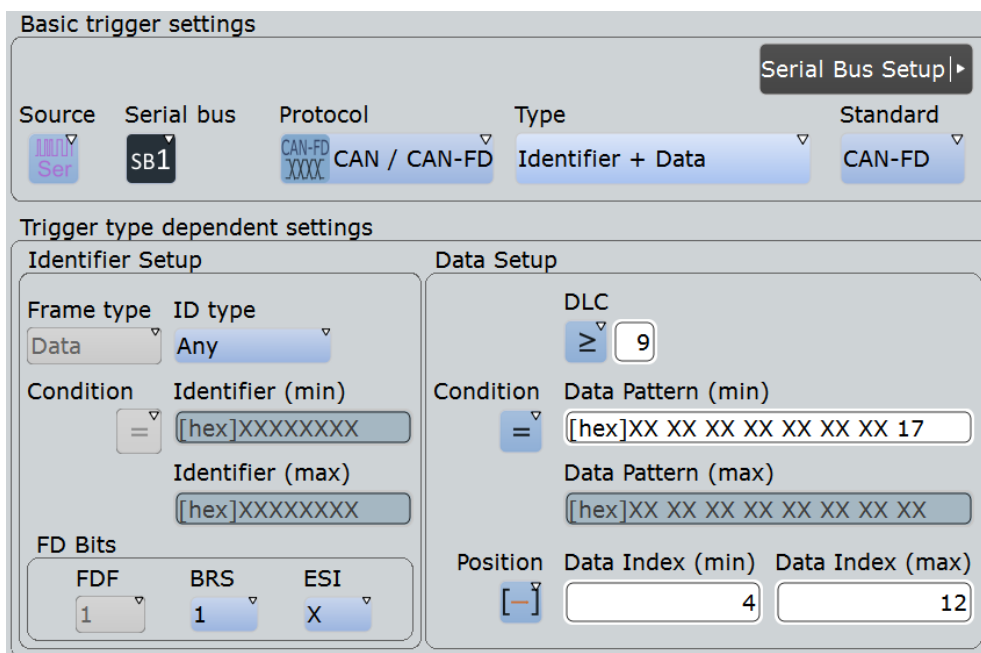 Basic trigger settings
Serial Bus Setup
Source Serial bus Protocol Type Standard
Ser SB1 CAN-FD XXXX CAN / CAN-FD Identifier + Data CAN-FD
Trigger type dependent settings
Identifier Setup
Frame type ID type
Data Any
Condition Identifier (min)
= [hex]XXXXXXXX
Identifier (max)
[hex]XXXXXXXX
FD Bits
FDF BRS ESI
1 1 X
Data Setup
DLC
≥ 9
Condition Data Pattern (min)
= [hex]XX XX XX XX XX XX XX 17
Data Pattern (max)
[hex]XX XX XX XX XX XX XX XX
Position Data Index (min) Data Index (max)
[-] 4 12